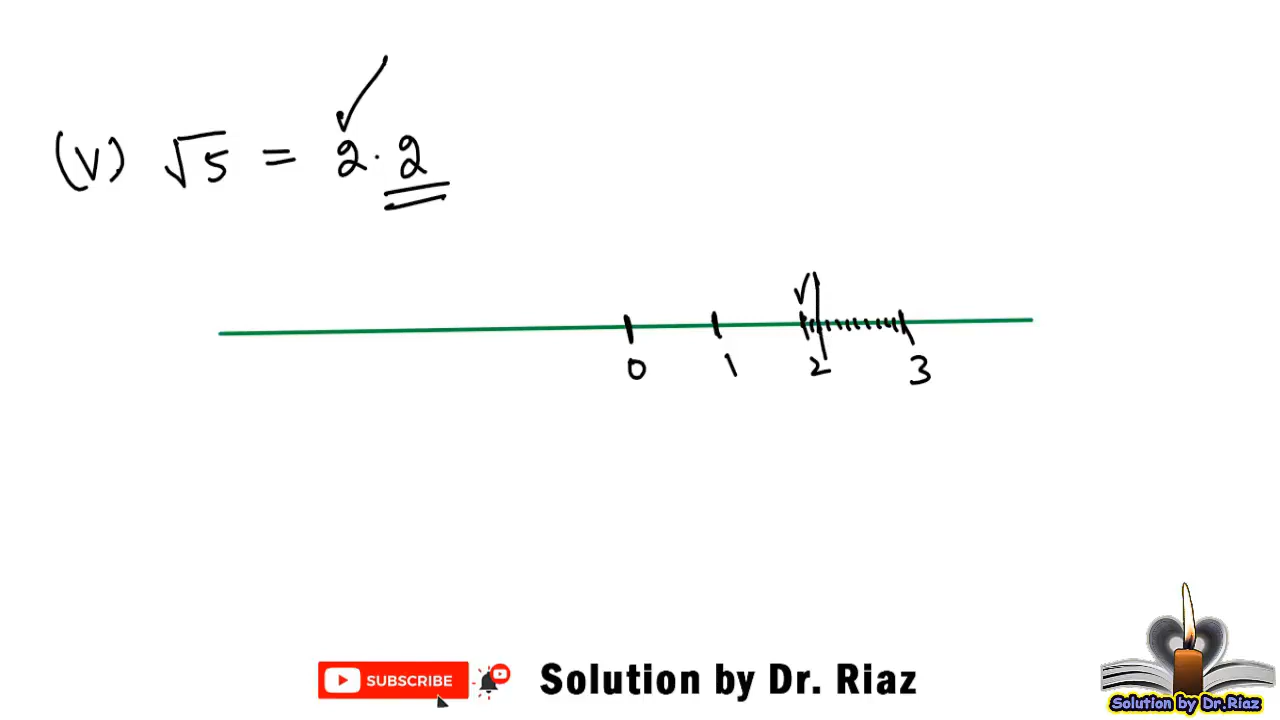 (V) √5 = 2.2
0 1 2 3
SUBSCRIBE
Solution by Dr. Riaz
Solution by Dr.Riaz